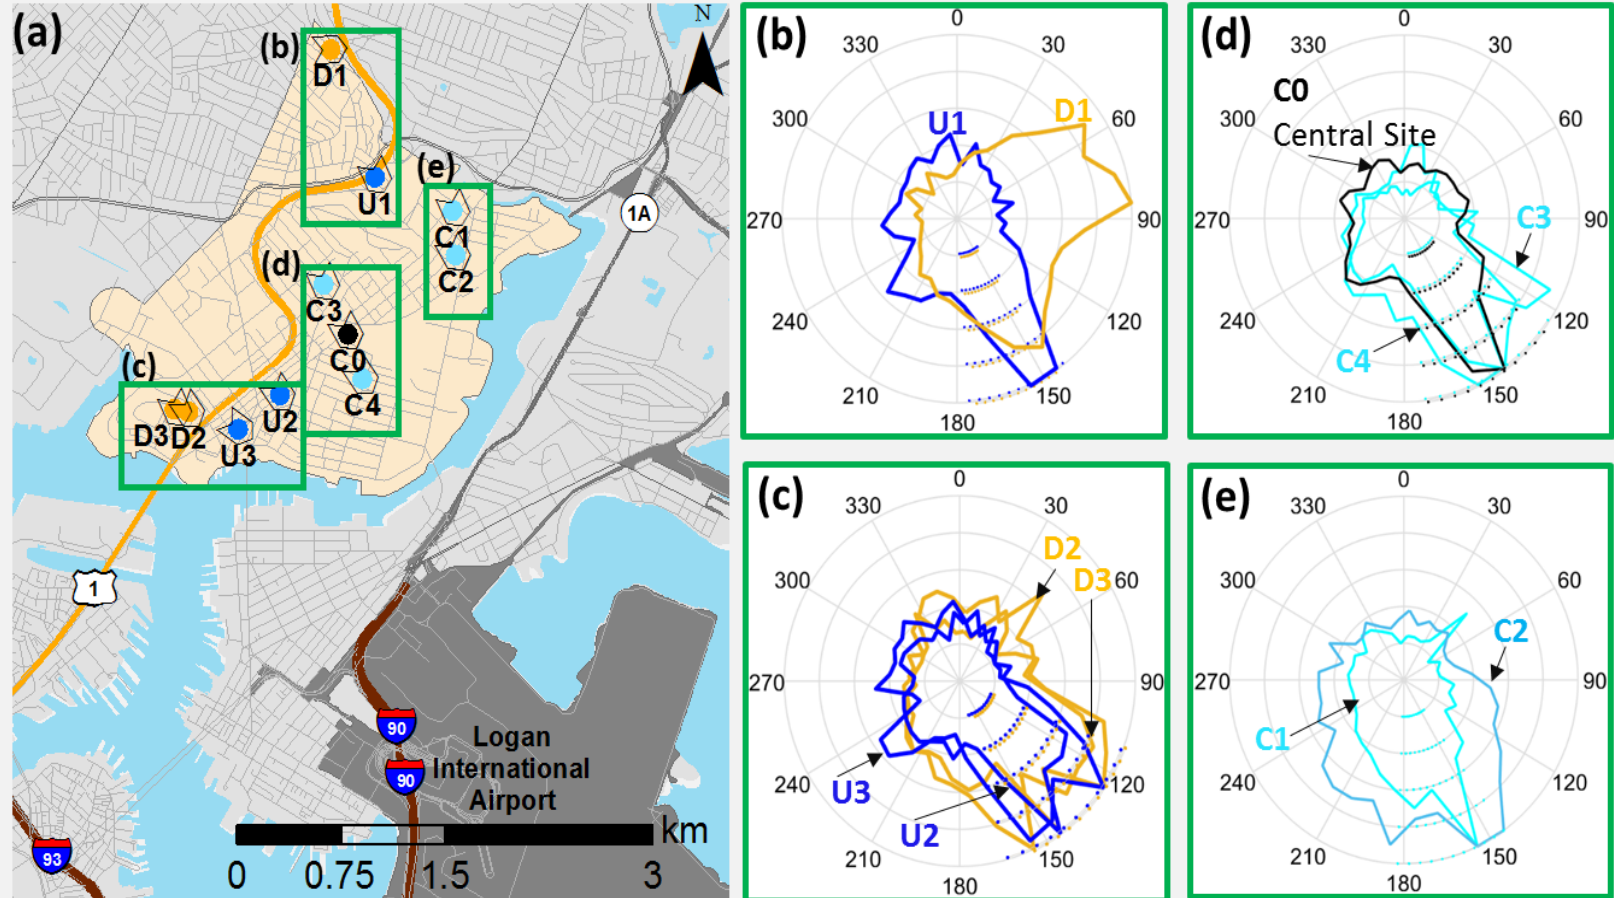 (a)
N
(b)
D1
U1
(e)
C1
C2
1A
(d)
C3
C0
C4
(c)
D3
D2
U2
U3
1
90
90
Logan
International
Airport
93
km
0
0.75
1.5
3
(b)
0
330
30
300
U1
D1
60
270
90
240
120
210
150
180
(d)
0
330
30
C0
Central Site
300
60
C3
270
90
240
120
C4
210
150
180
(c)
0
330
30
D2
D3
300
60
270
90
240
120
U3
U2
210
150
180
(e)
0
330
30
300
60
C2
270
90
C1
240
120
210
150
180